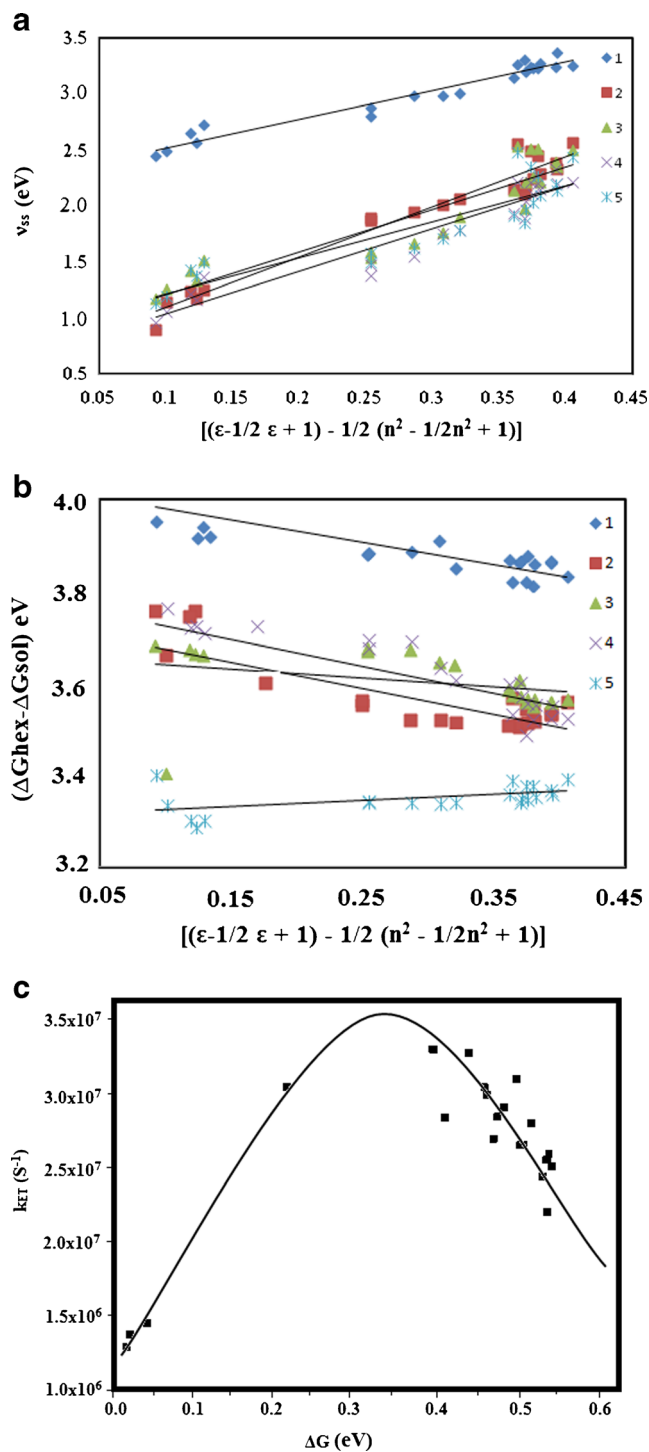 a
3.5
3.0
2.5
2.0
1.5
1.0
0.5
νss (eV)
1
2
3
4
5
0.05 0.1 0.15 0.2 0.25 0.3 0.35 0.4 0.45
[(ε-1/2 ε + 1) - 1/2 (n² - 1/2n² + 1)]
b
4.0
3.8
3.6
3.4
3.2
(ΔGhex-ΔGsol) eV
1
2
3
4
5
0.05 0.15 0.25 0.35 0.45
[(ε-1/2 ε + 1) - 1/2 (n² - 1/2n² + 1)]
c
3.5x10⁷
3.0x10⁷
2.5x10⁷
2.0x10⁷
1.5x10⁶
1.0x10⁶
kET (S⁻¹)
0.0 0.1 0.2 0.3 0.4 0.5 0.6
ΔG (eV)